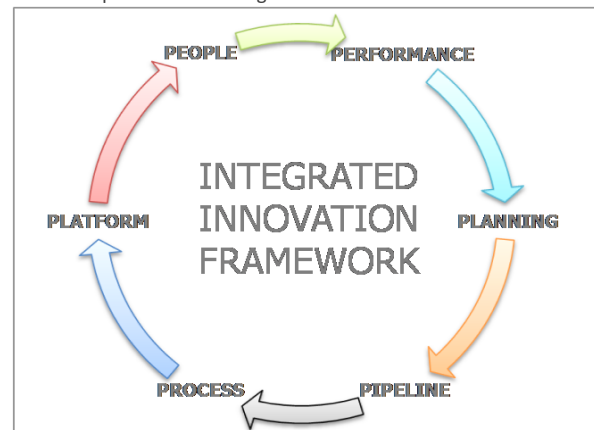 PEOPLE
PERFORMANCE
INTEGRATED
INNOVATION
FRAMEWORK
PLATFORM
PLANNING
PROCESS
PIPELINE